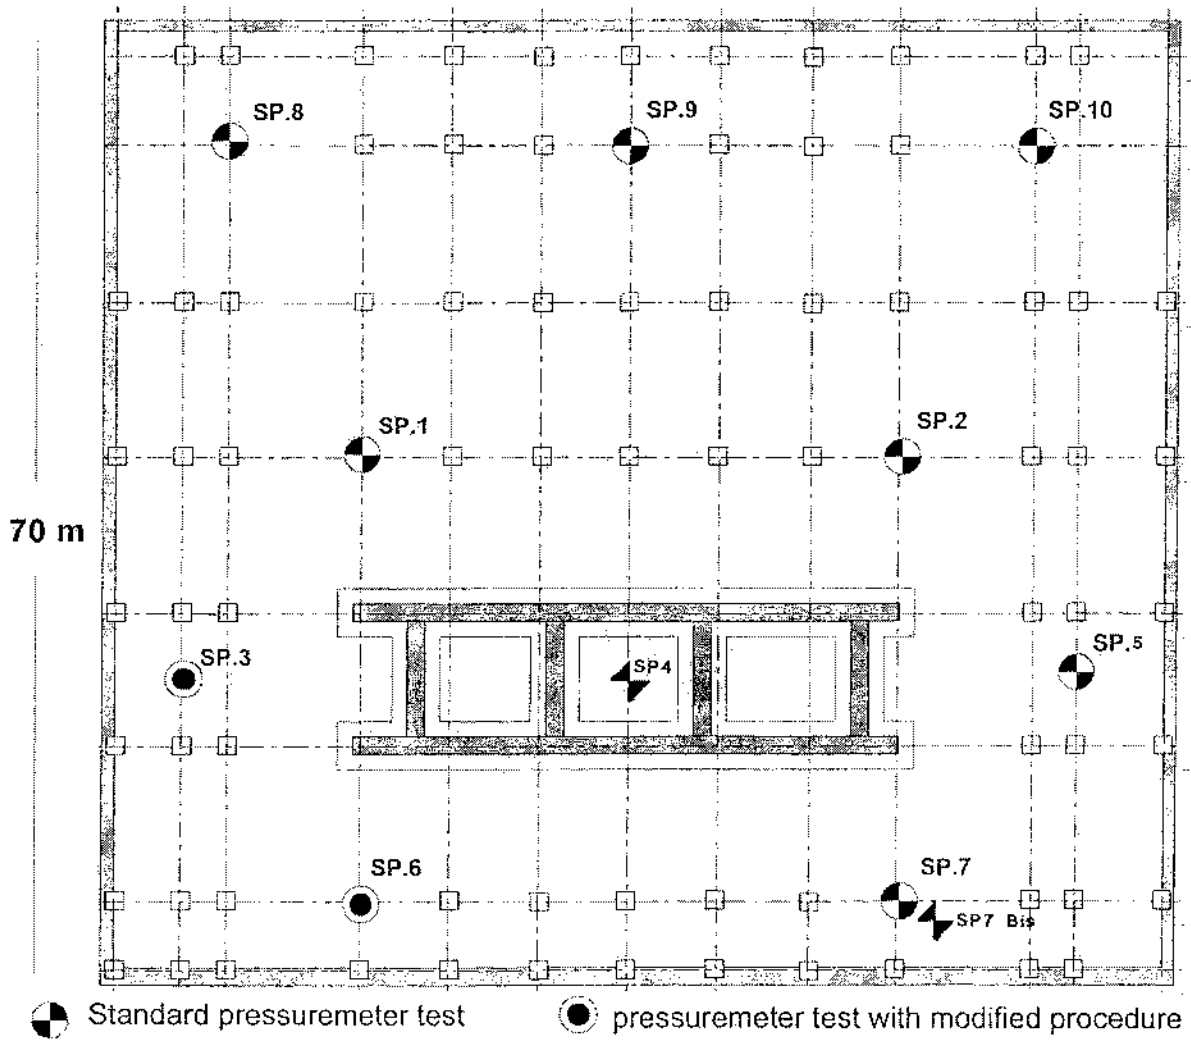 SP.8
SP.9
SP.10
SP.1
SP.2
70 m
SP.3
SP4
SP.5
SP.6
SP.7
SP7 Bis
Standard pressuremeter test
pressuremeter test with modified procedure